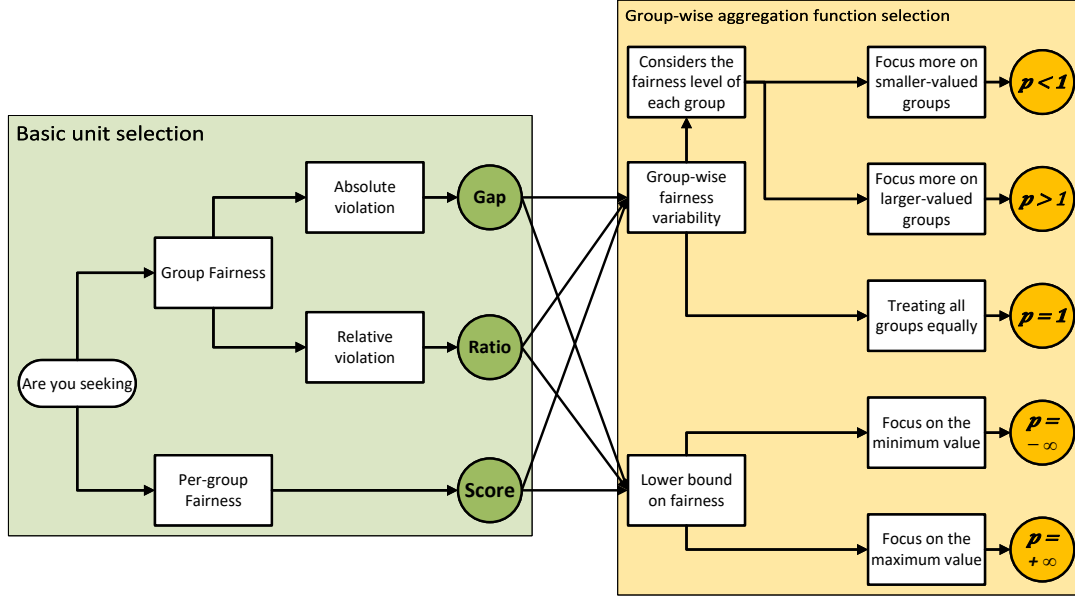 Basic unit selection
Are you seeking
Group Fairness
Absolute
violation
Gap
Relative
violation
Ratio
Per-group
Fairness
Score
Group-wise aggregation function selection
Considers the
fairness level of
each group
Focus more on
smaller-valued
groups
p < 1
Group-wise
fairness
variability
Focus more on
larger-valued
groups
p > 1
Treating all
groups equally
p = 1
Lower bound
on fairness
Focus on the
minimum value
p =
− ∞
Focus on the
maximum value
p =
+ ∞